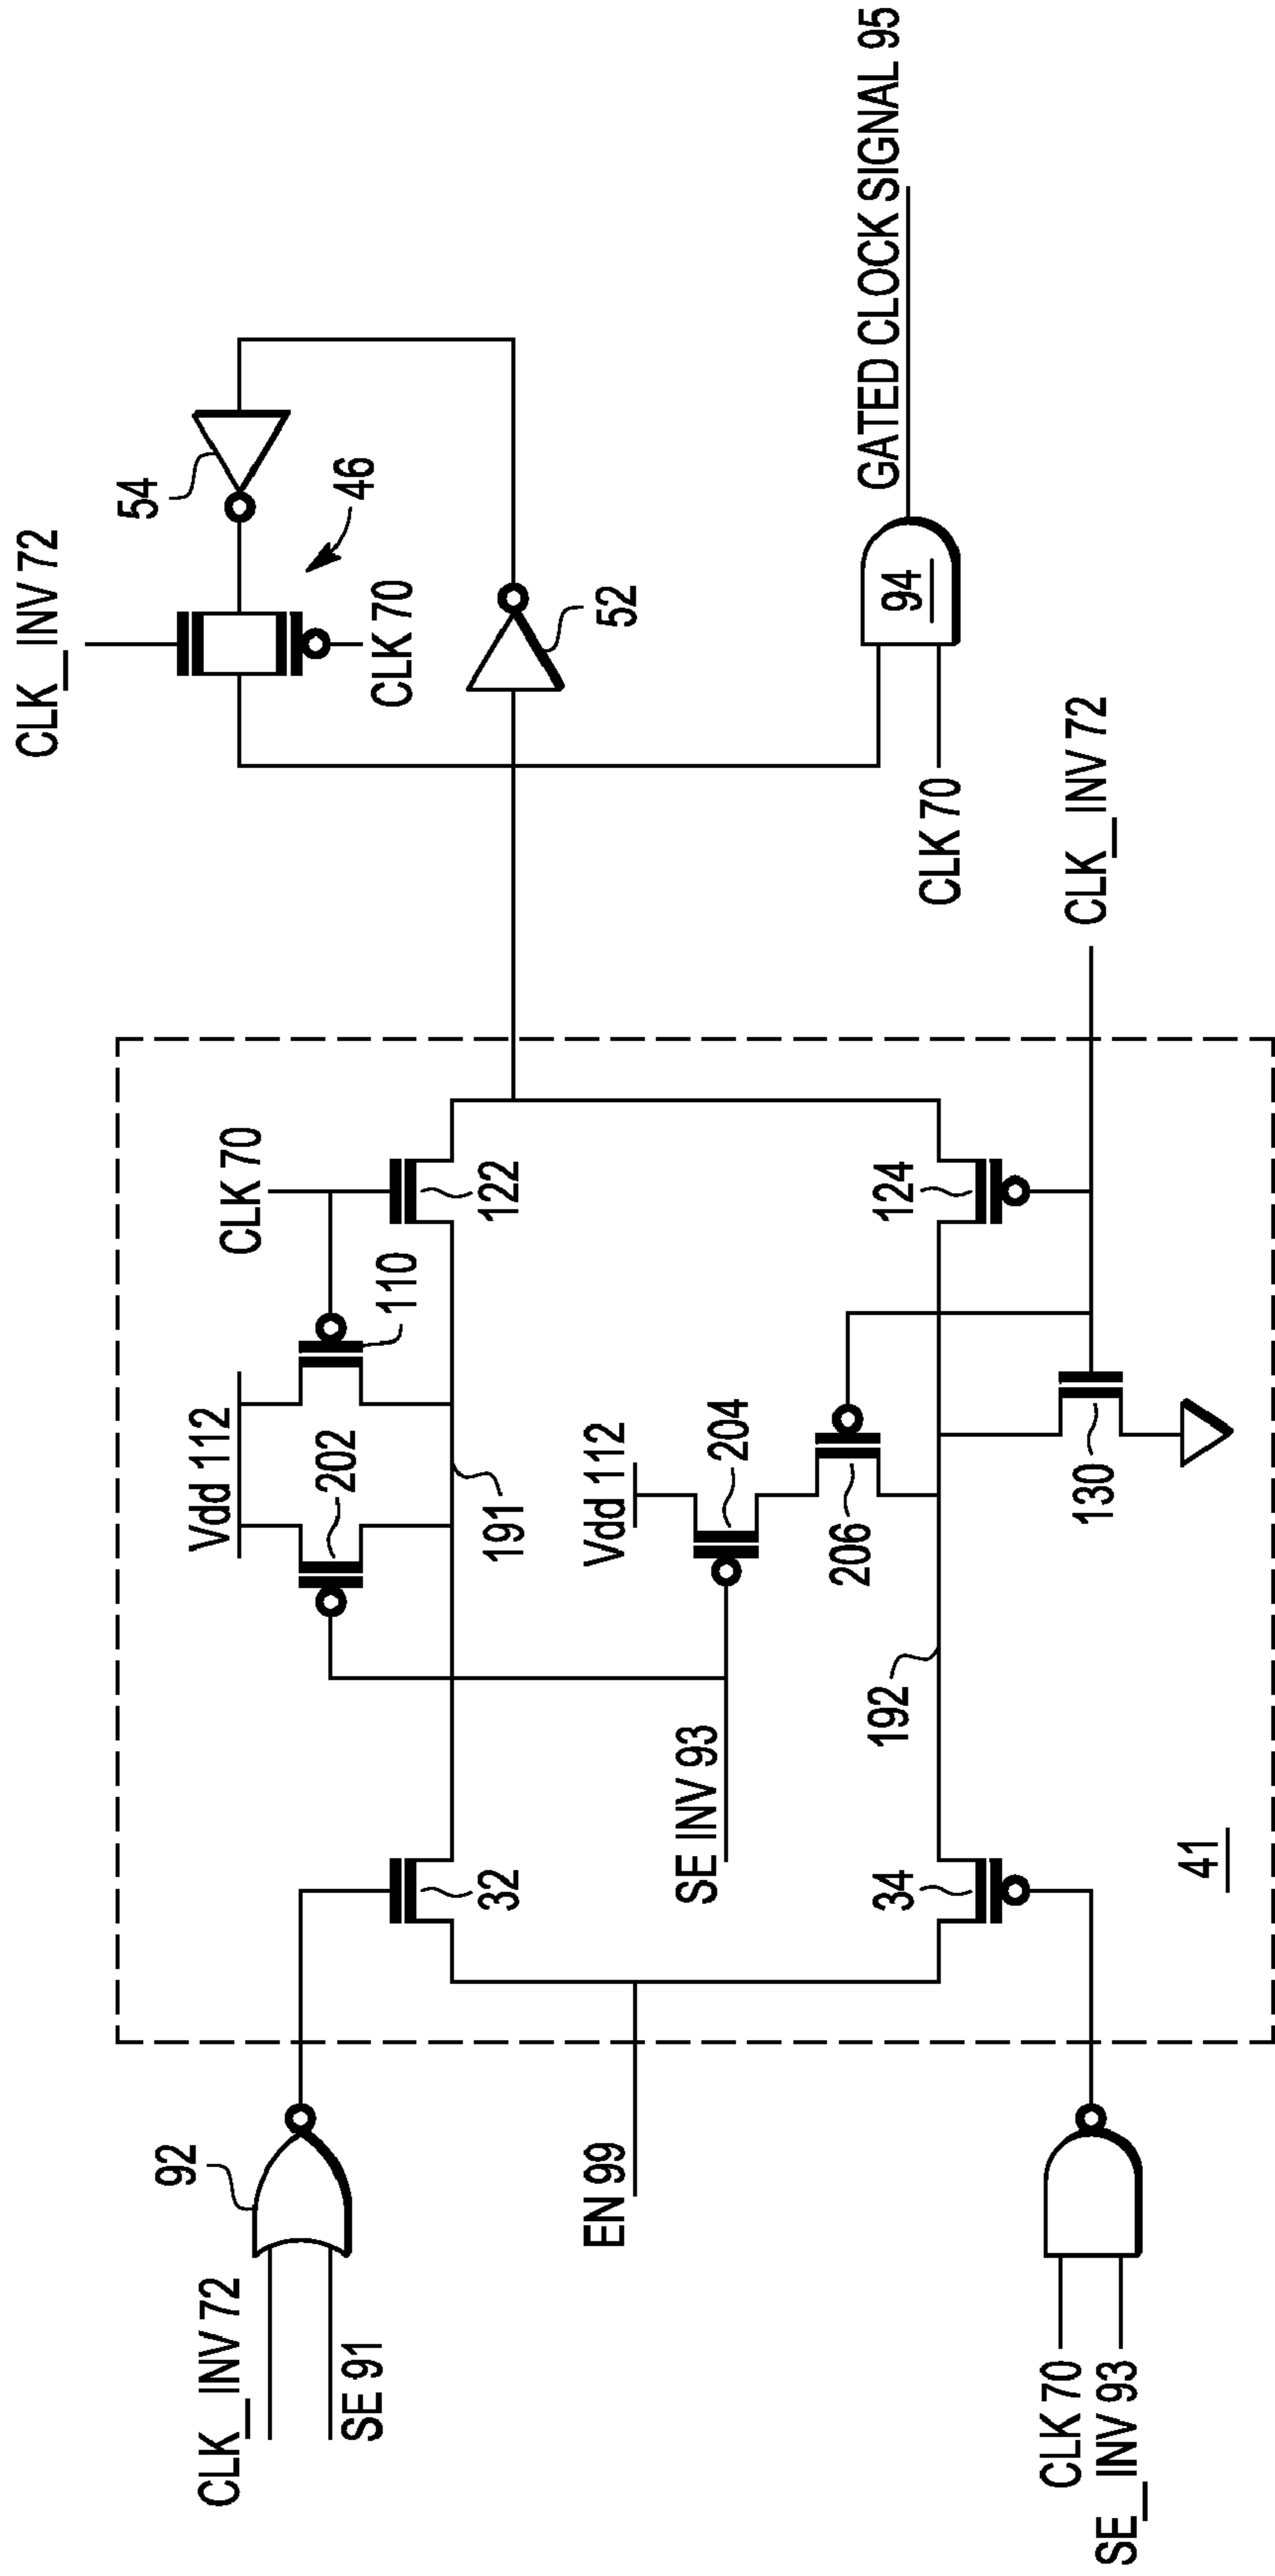 CLK_INV 72
SE 91
92
EN 99
CLK 70
SE_INV 93
32
34
SE INV 93
Vdd 112
202
110
CLK 70
122
191
Vdd 112
204
206
192
130
124
41
CLK_INV 72
CLK_INV 72
54
46
CLK 70
52
CLK 70
94
GATED CLOCK SIGNAL 95